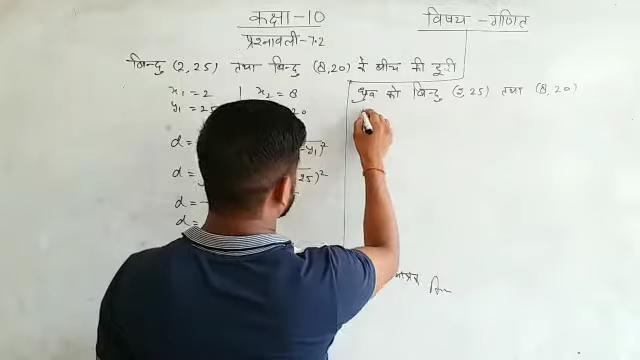 कक्षा -10
विषय - गणित
प्रश्नावली-7.2
बिन्दु (2,25) तथा बिन्दु (8,20) के बीच की दूरी
x₁ = 2 | x₂ = 8
y₁ = 25
20
d =
-y₁)²
d =
25)²
d =
d =
ध्रुव को बिन्दु (2,25) तथा (8,20)